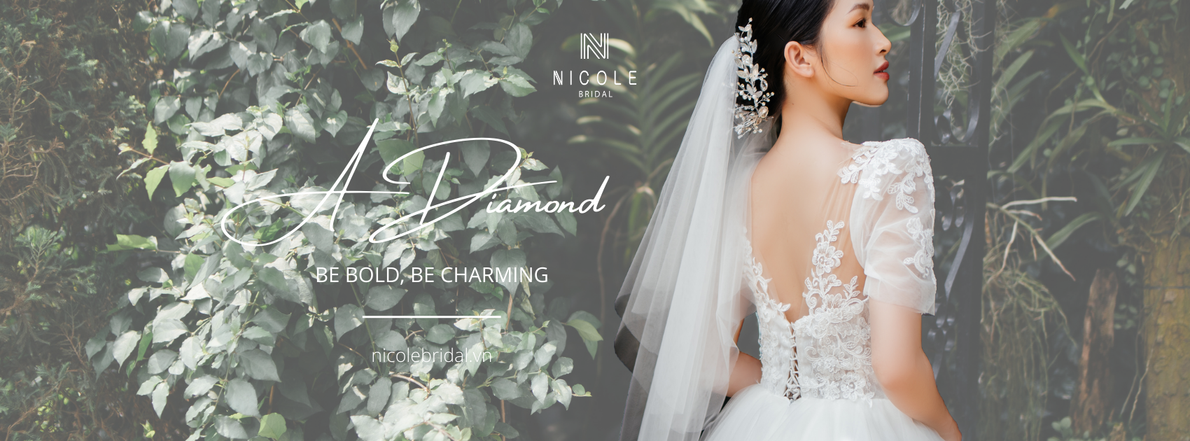 N
NICOLE
BRIDAL
A Diamond
BE BOLD, BE CHARMING
nicolebridal.vn